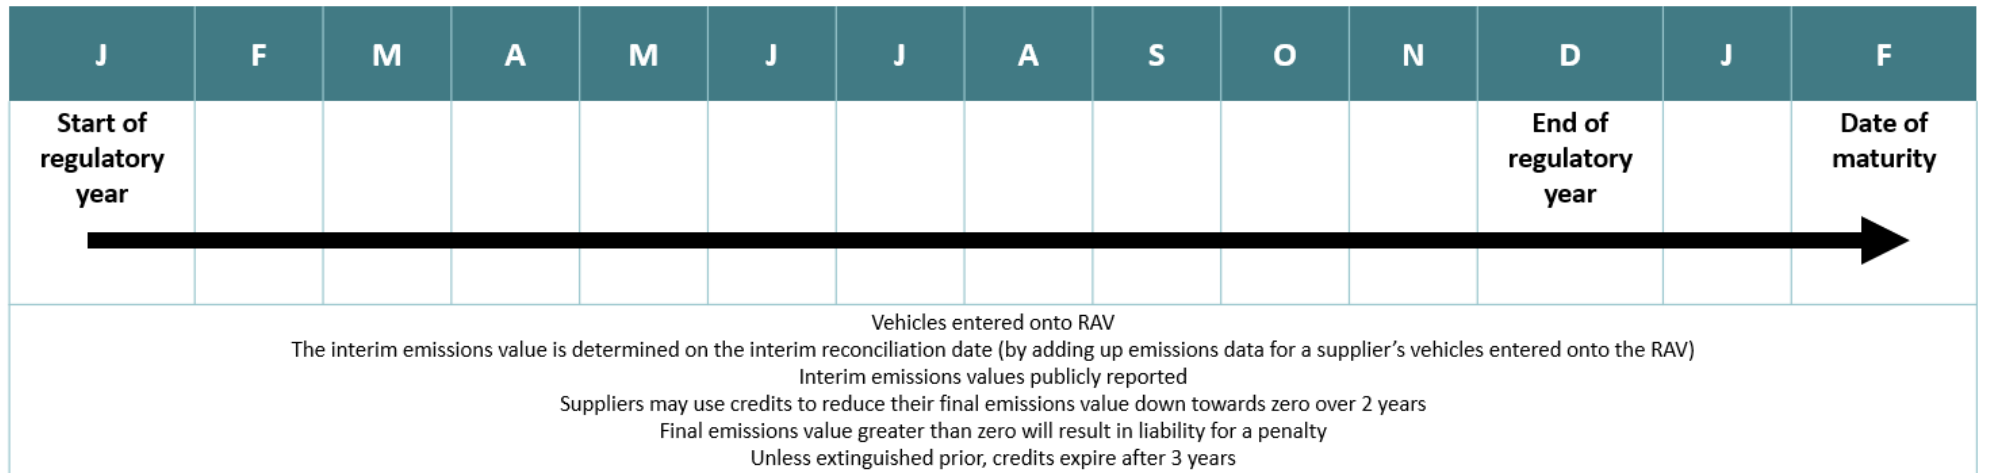 J F M A M J J A S O N D J F
Start of regulatory year
End of regulatory year
Date of maturity
Vehicles entered onto RAV
The interim emissions value is determined on the interim reconciliation date (by adding up emissions data for a supplier’s vehicles entered onto the RAV)
Interim emissions values publicly reported
Suppliers may use credits to reduce their final emissions value down towards zero over 2 years
Final emissions value greater than zero will result in liability for a penalty
Unless extinguished prior, credits expire after 3 years